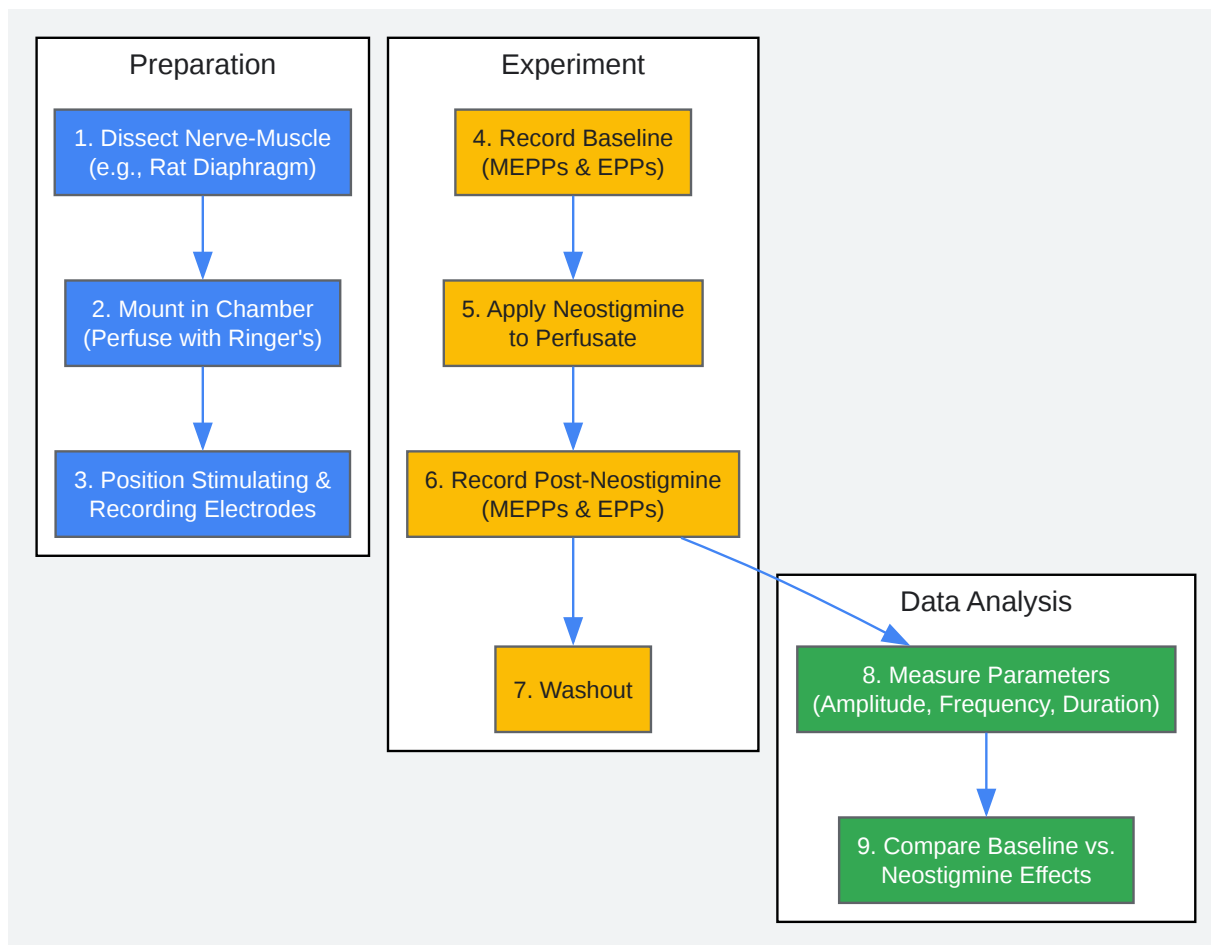 Preparation
1. Dissect Nerve-Muscle
(e.g., Rat Diaphragm)
2. Mount in Chamber
(Perfuse with Ringer's)
3. Position Stimulating &
Recording Electrodes
Experiment
4. Record Baseline
(MEPPs & EPPs)
5. Apply Neostigmine
to Perfusate
6. Record Post-Neostigmine
(MEPPs & EPPs)
7. Washout
Data Analysis
8. Measure Parameters
(Amplitude, Frequency, Duration)
9. Compare Baseline vs.
Neostigmine Effects